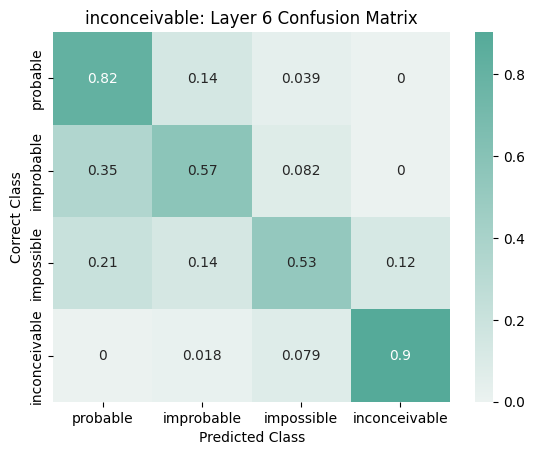 inconceivable: Layer 6 Confusion Matrix
Correct Class
probable
0.82 0.14 0.039 0
improbable
0.35 0.57 0.082 0
impossible
0.21 0.14 0.53 0.12
inconceivable
0 0.018 0.079 0.9
probable improbable impossible inconceivable
Predicted Class
0.8
0.6
0.4
0.2
0.0